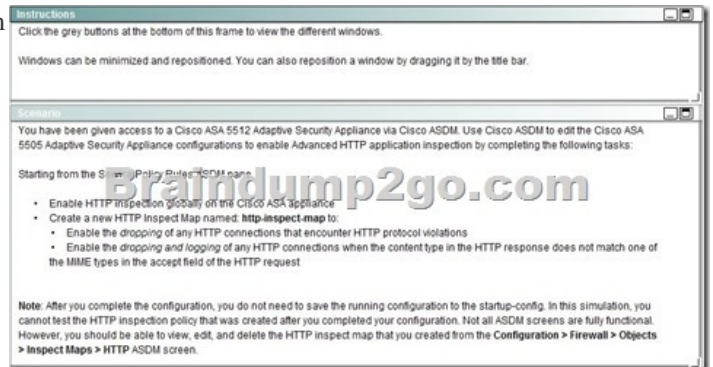 n
Instructions
Click the grey buttons at the bottom of this frame to view the different windows.
Windows can be minimized and repositioned. You can also reposition a window by dragging it by the title bar.
Scenario
You have been given access to a Cisco ASA 5512 Adaptive Security Appliance via Cisco ASDM. Use Cisco ASDM to edit the Cisco ASA
5505 Adaptive Security Appliance configurations to enable Advanced HTTP application inspection by completing the following tasks:
Starting from the Service Policy Rules ASDM pane
Braindump2go.com
• Enable HTTP inspection globally on the Cisco ASA appliance
• Create a new HTTP Inspect Map named: http-inspect-map to:
• Enable the dropping of any HTTP connections that encounter HTTP protocol violations
• Enable the dropping and logging of any HTTP connections when the content type in the HTTP response does not match one of
the MIME types in the accept field of the HTTP request
Note: After you complete the configuration, you do not need to save the running configuration to the startup-config. In this simulation, you
cannot test the HTTP inspection policy that was created after you completed your configuration. Not all ASDM screens are fully functional.
However, you should be able to view, edit, and delete the HTTP inspect map that you created from the Configuration > Firewall > Objects
> Inspect Maps > HTTP ASDM screen.